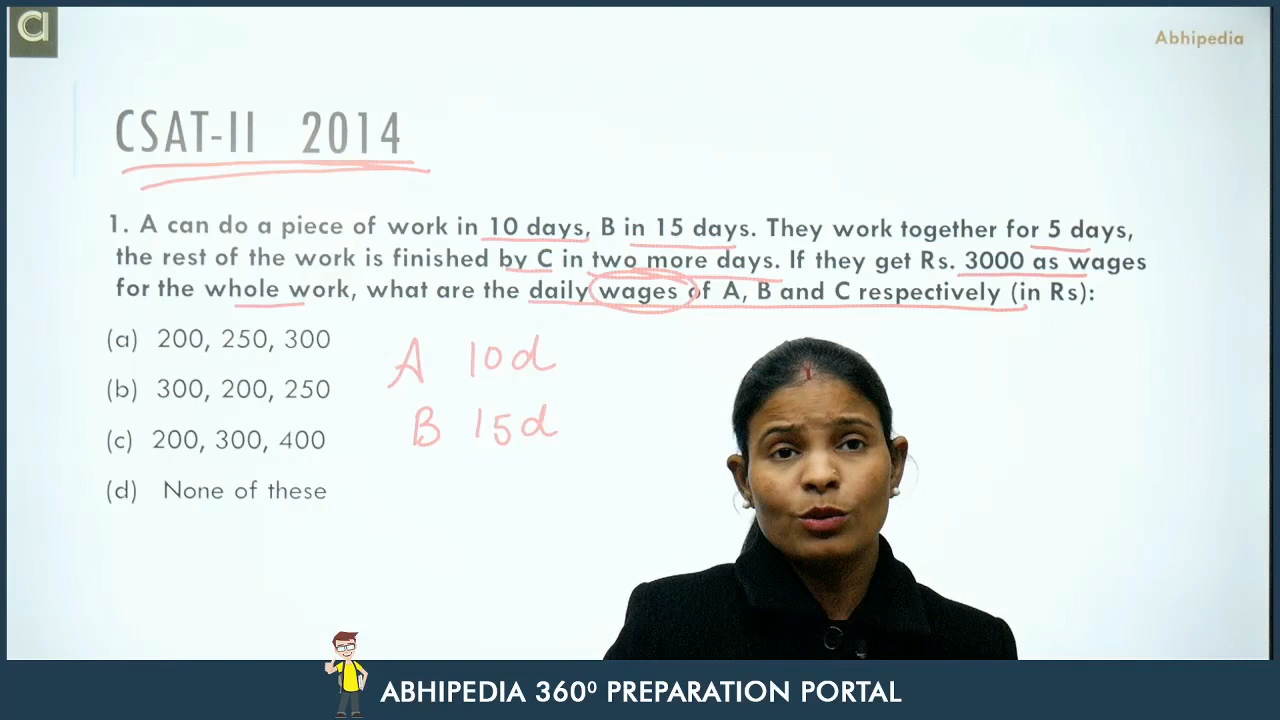 a
Abhipedia
CSAT-II 2014
1. A can do a piece of work in 10 days, B in 15 days. They work together for 5 days,
the rest of the work is finished by C in two more days. If they get Rs. 3000 as wages
for the whole work, what are the daily wages of A, B and C respectively (in Rs):
(a) 200, 250, 300
(b) 300, 200, 250
(c) 200, 300, 400
(d) None of these
A 10d
B 15d
ABHIPEDIA 360⁰ PREPARATION PORTAL